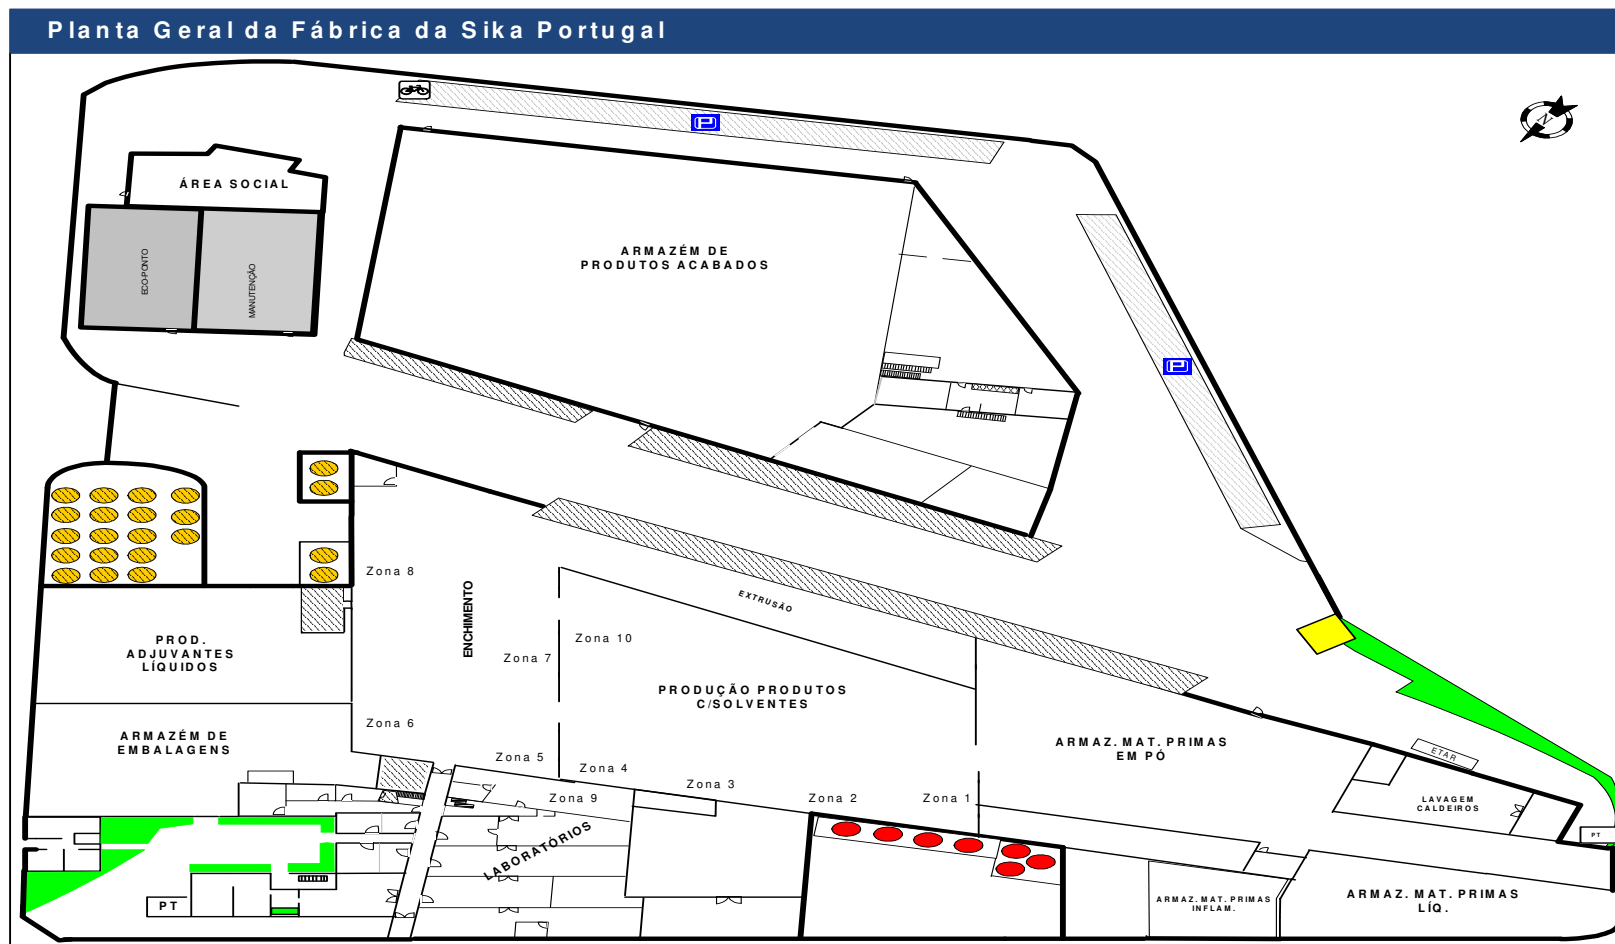 Planta Geral da Fábrica da Sika Portugal
P
N
ÁREA SOCIAL
ECO-PONTO
MANUTENÇÃO
ARMAZÉM DE
PRODUTOS ACABADOS
P
Zona 8
ENCHIMENTO
EXTRUSÃO
PROD.
ADJUVANTES
LÍQUIDOS
Zona 10
Zona 7
PRODUÇÃO PRODUTOS
C/SOLVENTES
Zona 6
ARMAZÉM DE
EMBALAGENS
Zona 5
Zona 4
Zona 3
Zona 9
Zona 2
Zona 1
ARMAZ. MAT. PRIMAS
EM PÓ
ETAR
LAVAGEM
CALDEIROS
PT
LABORATÓRIOS
PT
ARMAZ. MAT. PRIMAS
INFLAM.
ARMAZ. MAT. PRIMAS
LÍQ.